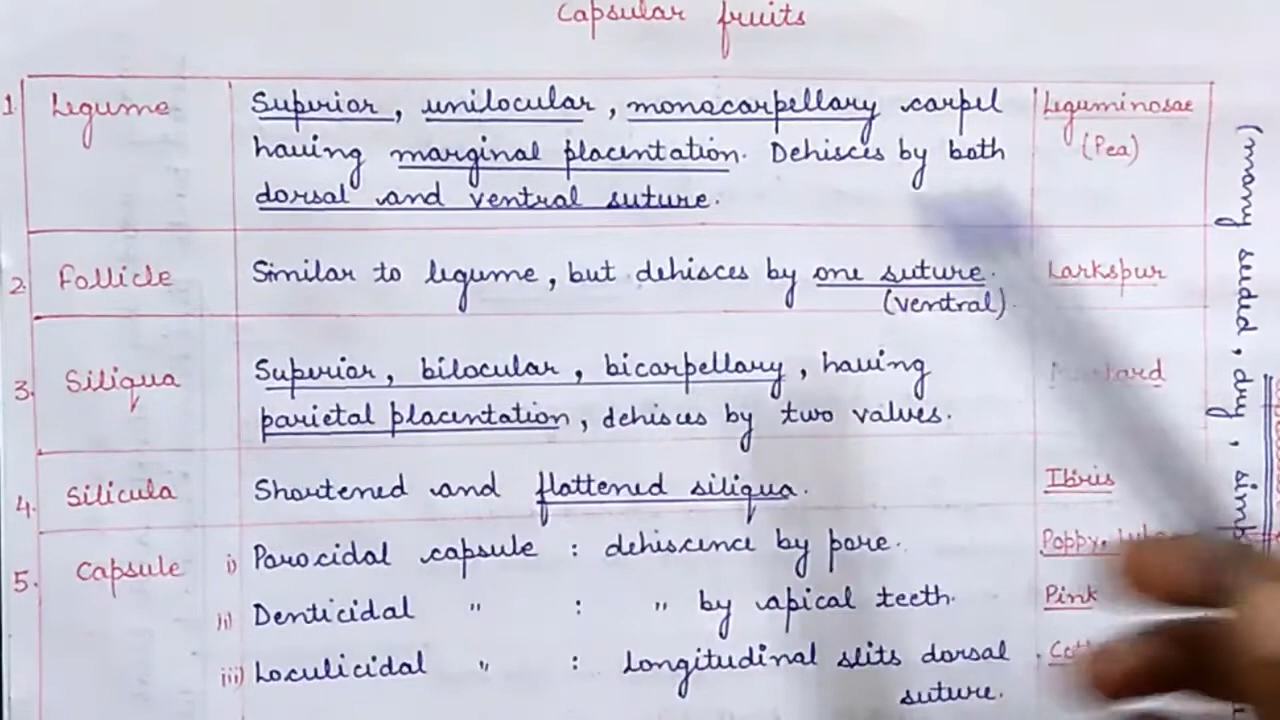 Capsular fruits
1. Legume Superior, unilocular, monocarpellary carpel Leguminosae
having marginal placentation. Dehisces by both (Pea)
dorsal and ventral suture.
2. Follicle Similar to legume, but dehisces by one suture. Larkspur
(ventral).
3. Siliqua Superior, bilocular, bicarpellary, having
parietal placentation, dehisces by two valves.
4. Silicula Shortened and flattened siliqua. Ibiris
5. Capsule i) Porocidal capsule : dehiscence by pore. Poppy,
ii) Denticidal " : " by apical teeth. Pink
iii) Loculicidal " : Longitudinal slits dorsal
suture.
(many seeded, dry,